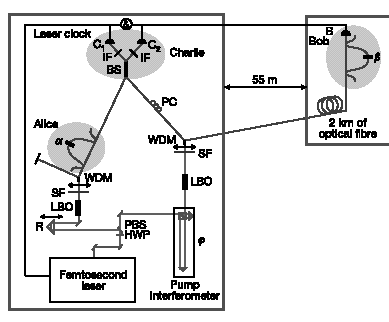 Laser clock
&
C₁
C₂
IF
IF
Charlie
BS
B
Bob
β
55 m
PC
2 km of
optical fibre
Alice
α
WDM
SF
WDM
SF
LBO
LBO
R
PBS
HWP
φ
Femtosecond
laser
Pump
interferometer